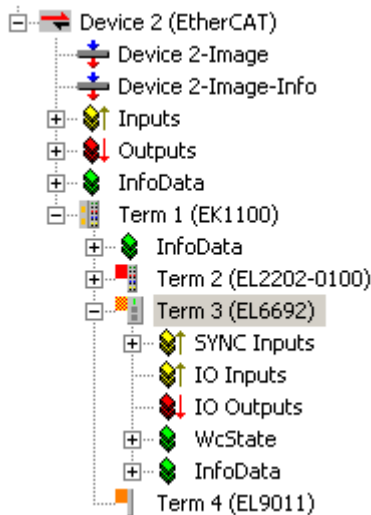 Device 2 (EtherCAT)
Device 2-Image
Device 2-Image-Info
Inputs
Outputs
InfoData
Term 1 (EK1100)
InfoData
Term 2 (EL2202-0100)
Term 3 (EL6692)
SYNC Inputs
IO Inputs
IO Outputs
WcState
InfoData
Term 4 (EL9011)